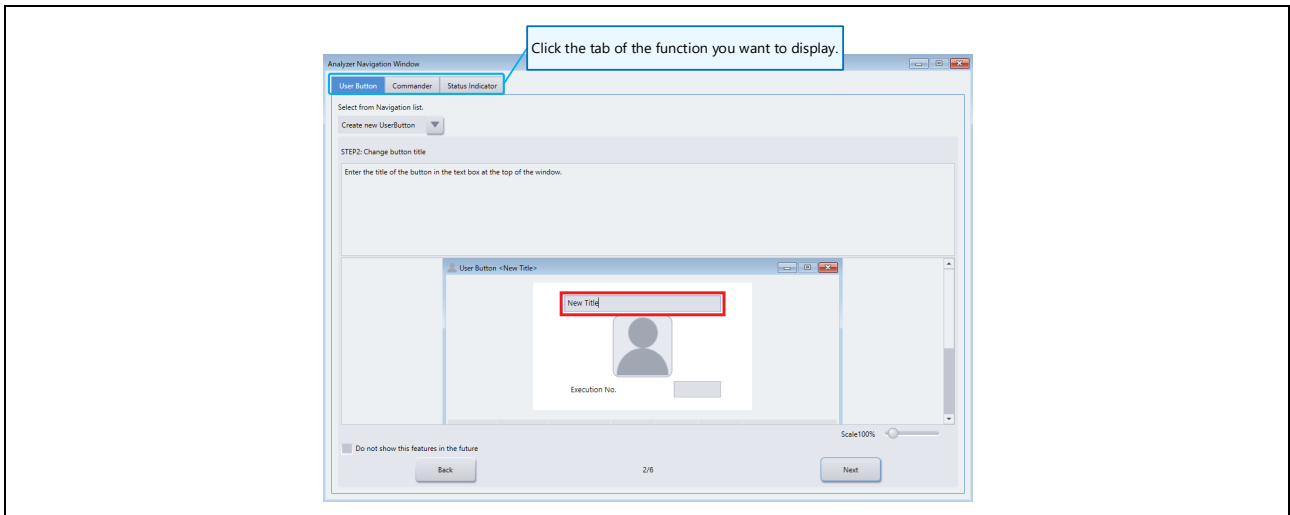 Click the tab of the function you want to display.
Analyzer Navigation Window
User Button Commander Status Indicator
Select from Navigation list.
Create new UserButton
STEP2: Change button title
Enter the title of the button in the text box at the top of the window.
User Button <New Title>
New Title
Execution No.
Scale100%
Do not show this features in the future
Back 2/6 Next